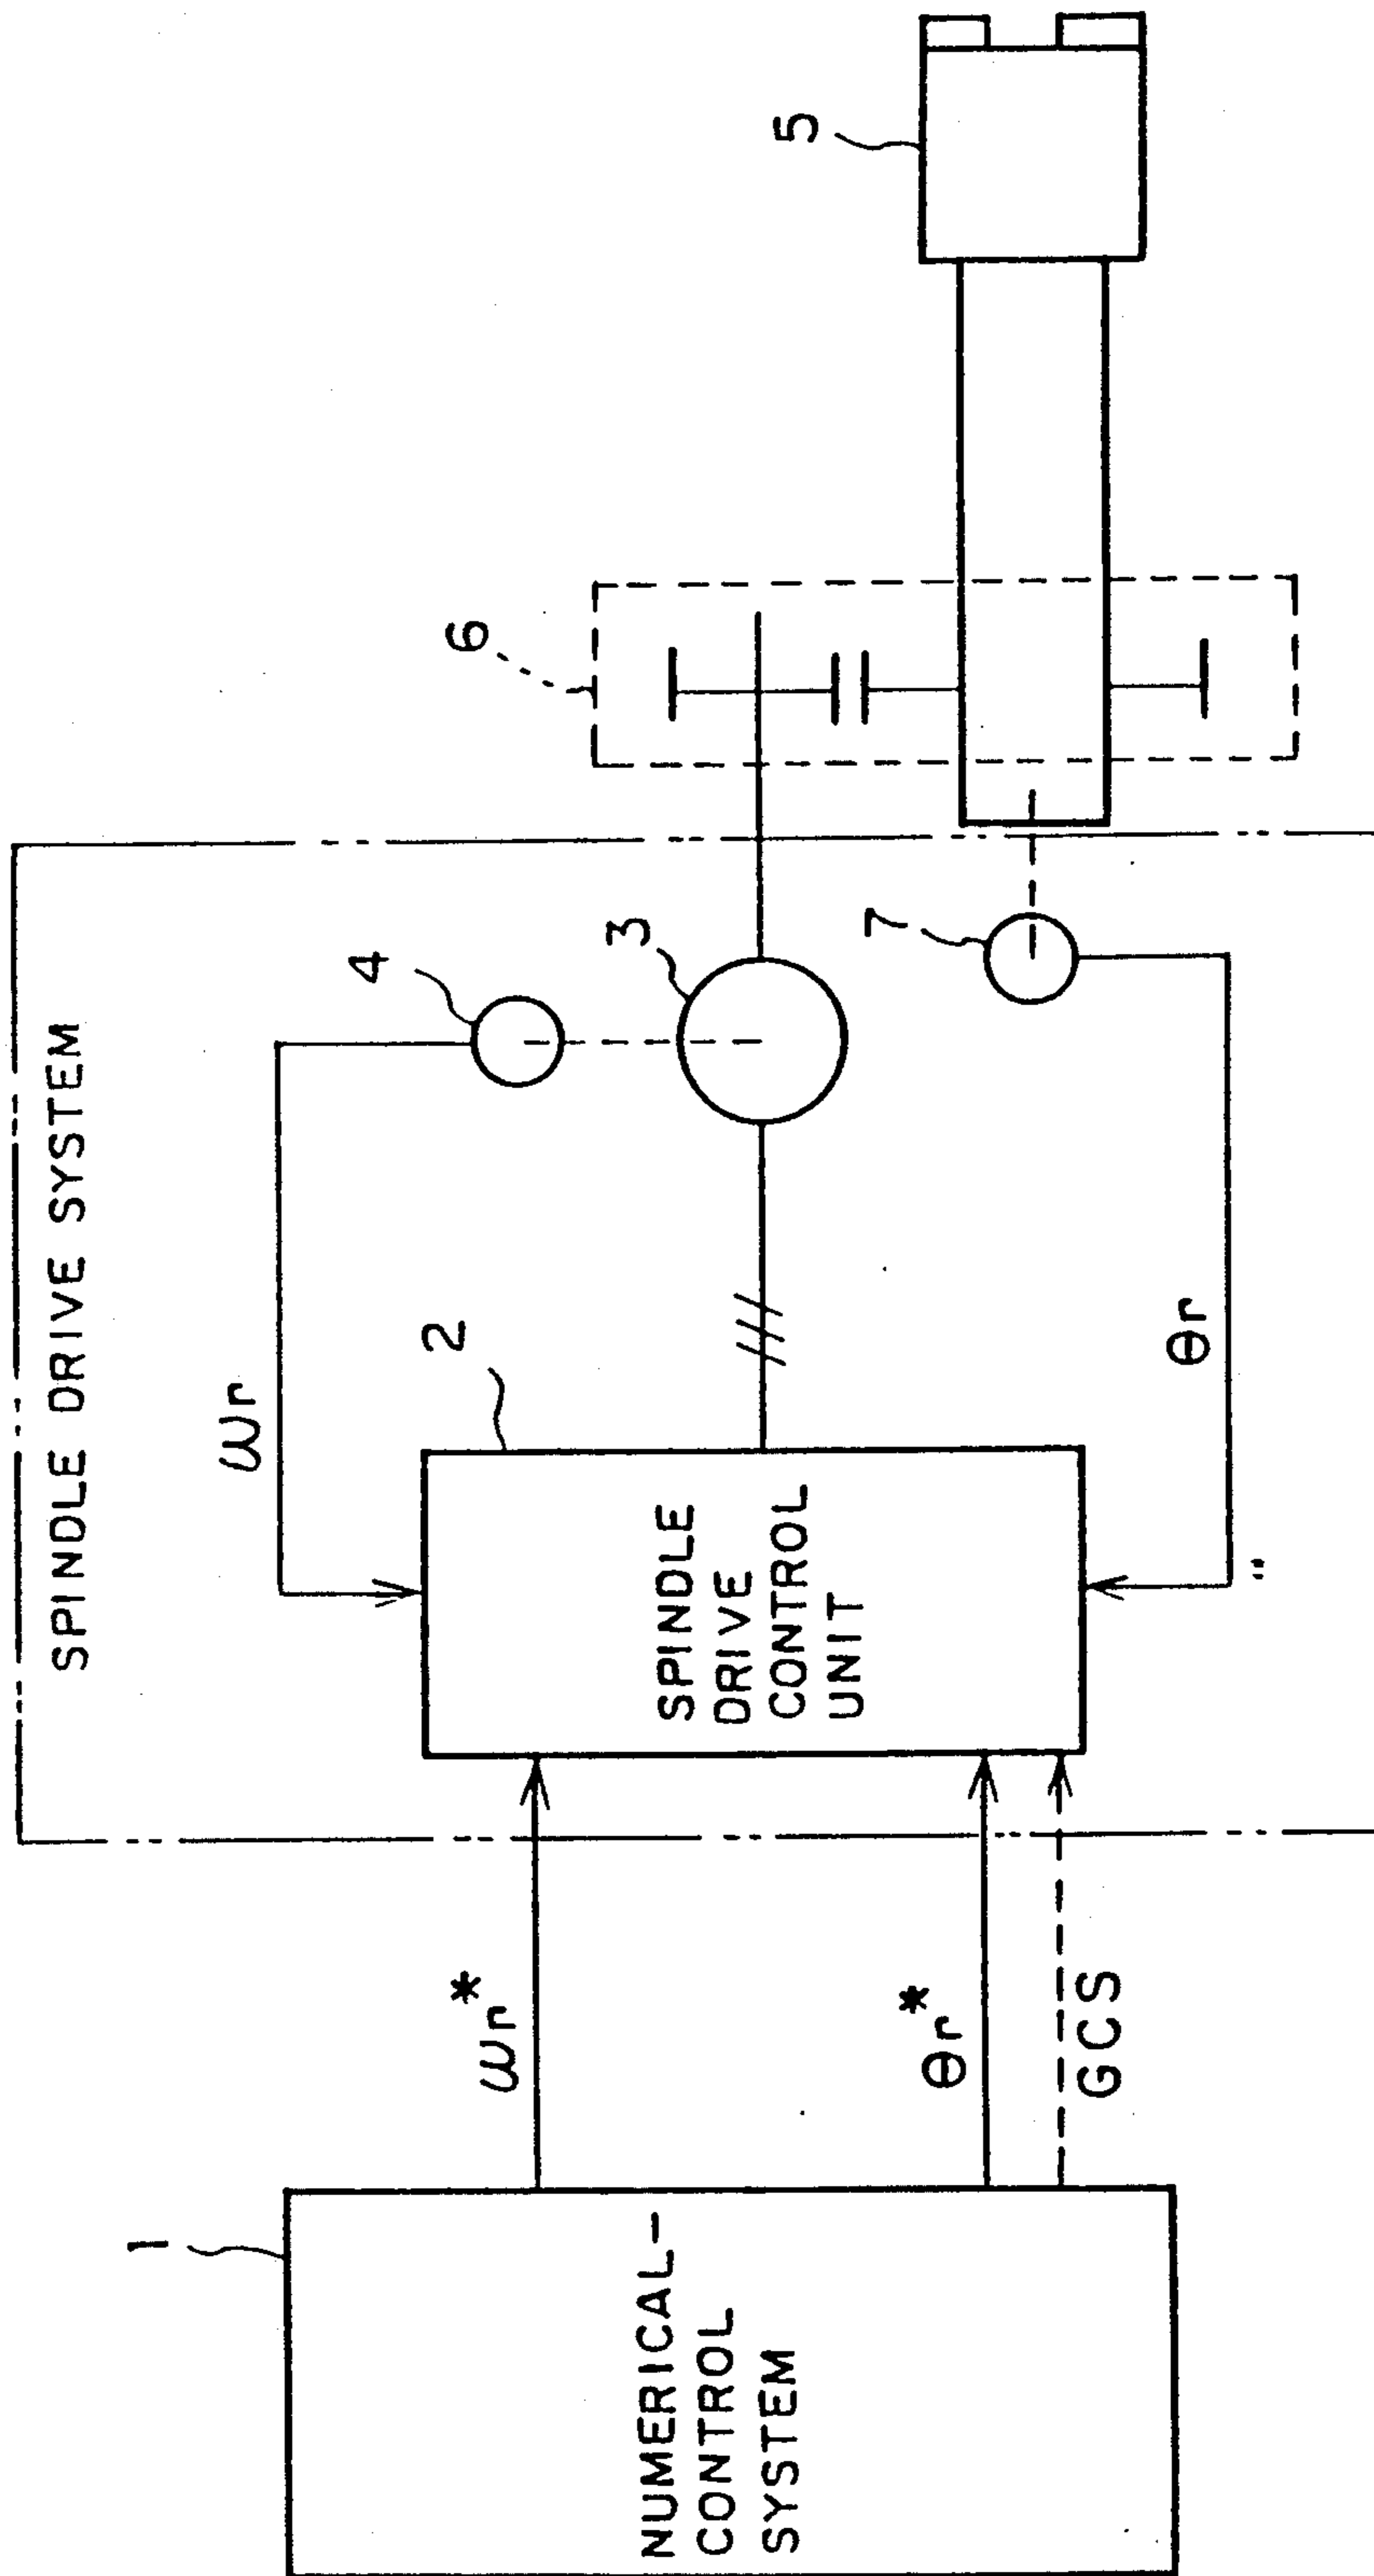 SPINDLE DRIVE SYSTEM
1
NUMERICAL-
CONTROL
SYSTEM
ωr*
θr*
GCS
2
SPINDLE
DRIVE
CONTROL
UNIT
ωr
θr
4
3
7
6
5